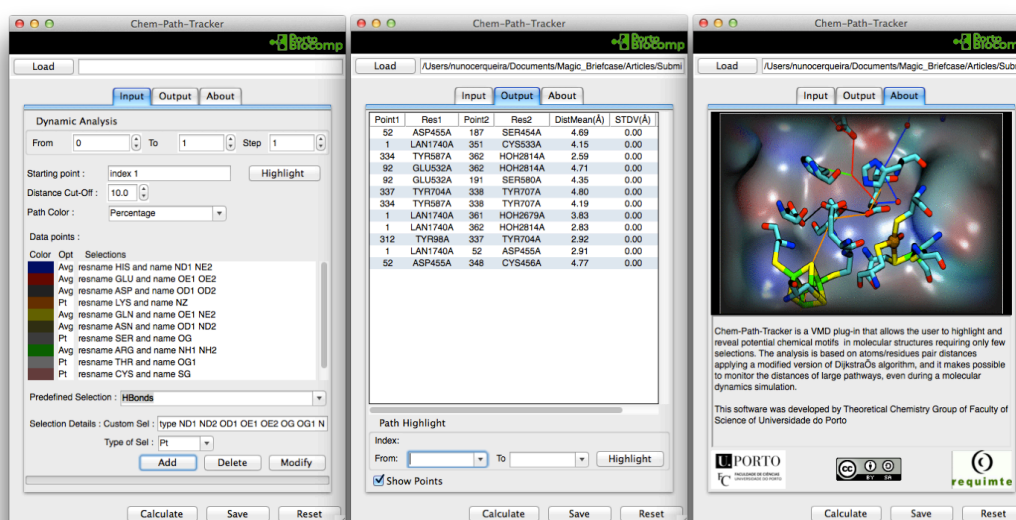 Chem-Path-Tracker
Porto
Biocomp
Load
Input Output About
Dynamic Analysis
From 0 To 1 Step 1
Starting point : index 1 Highlight
Distance Cut-Off : 10.0
Path Color : Percentage
Data points :
Color Opt Selections
Avg resname HIS and name ND1 NE2
Avg resname GLU and name OE1 OE2
Avg resname ASP and name OD1 OD2
Pt resname LYS and name NZ
Avg resname GLN and name OE1 NE2
Avg resname ASN and name OD1 ND2
Pt resname SER and name OG
Avg resname ARG and name NH1 NH2
Pt resname THR and name OG1
Pt resname CYS and name SG
Predefined Selection : HBonds
Selection Details : Custom Sel : type ND1 ND2 OD1 OE1 OE2 OG OG1 N
Type of Sel : Pt
Add Delete Modify
Calculate Save Reset
Chem-Path-Tracker
Porto
Biocomp
Load /Users/nunocerqueira/Documents/Magic_Briefcase/Articles/Submi
Input Output About
Point1 Res1 Point2 Res2 DistMean(Å) STDV(Å)
52 ASP455A 187 SER454A 4.69 0.00
1 LAN1740A 351 CYS533A 4.15 0.00
334 TYR587A 362 HOH2814A 2.59 0.00
92 GLU532A 362 HOH2814A 4.71 0.00
92 GLU532A 191 SER580A 4.35 0.00
337 TYR704A 338 TYR707A 4.80 0.00
334 TYR587A 338 TYR707A 4.19 0.00
1 LAN1740A 361 HOH2679A 3.83 0.00
1 LAN1740A 362 HOH2814A 2.83 0.00
312 TYR98A 337 TYR704A 2.92 0.00
1 LAN1740A 52 ASP455A 2.91 0.00
52 ASP455A 348 CYS456A 4.77 0.00
Path Highlight
Index:
From: To Highlight
Show Points
Calculate Save Reset
Chem-Path-Tracker
Porto
Biocomp
Load /Users/nunocerqueira/Documents/Magic_Briefcase/Articles/Sub
Input Output About
Chem-Path-Tracker is a VMD plug-in that allows the user to highlight and
reveal potential chemical motifs in molecular structures requiring only few
selections. The analysis is based on atoms/residues pair distances
applying a modified version of DijkstraÕs algorithm, and it makes possible
to monitor the distances of large pathways, even during a molecular
dynamics simulation.
This software was developed by Theoretical Chemistry Group of Faculty of
Science of Universidade do Porto
U. PORTO
FC FACULDADE DE CIÊNCIAS
UNIVERSIDADE DO PORTO
cc BY SA
requimte
Calculate Save Reset